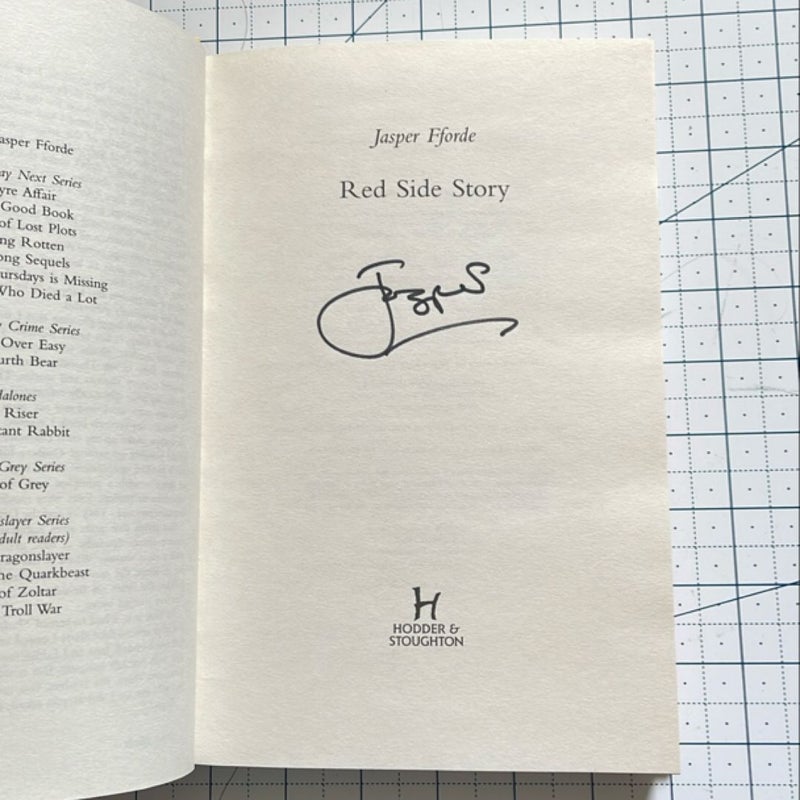 asper Fforde
ay Next Series
yre Affair
Good Book
of Lost Plots
ng Rotten
ong Sequels
ursdays is Missing
Who Died a Lot
Crime Series
Over Easy
urth Bear
alones
Riser
tant Rabbit
Grey Series
of Grey
slayer Series
dult readers)
ragonslayer
he Quarkbeast
of Zoltar
Troll War
Jasper Fforde
Red Side Story
H
HODDER &
STOUGHTON